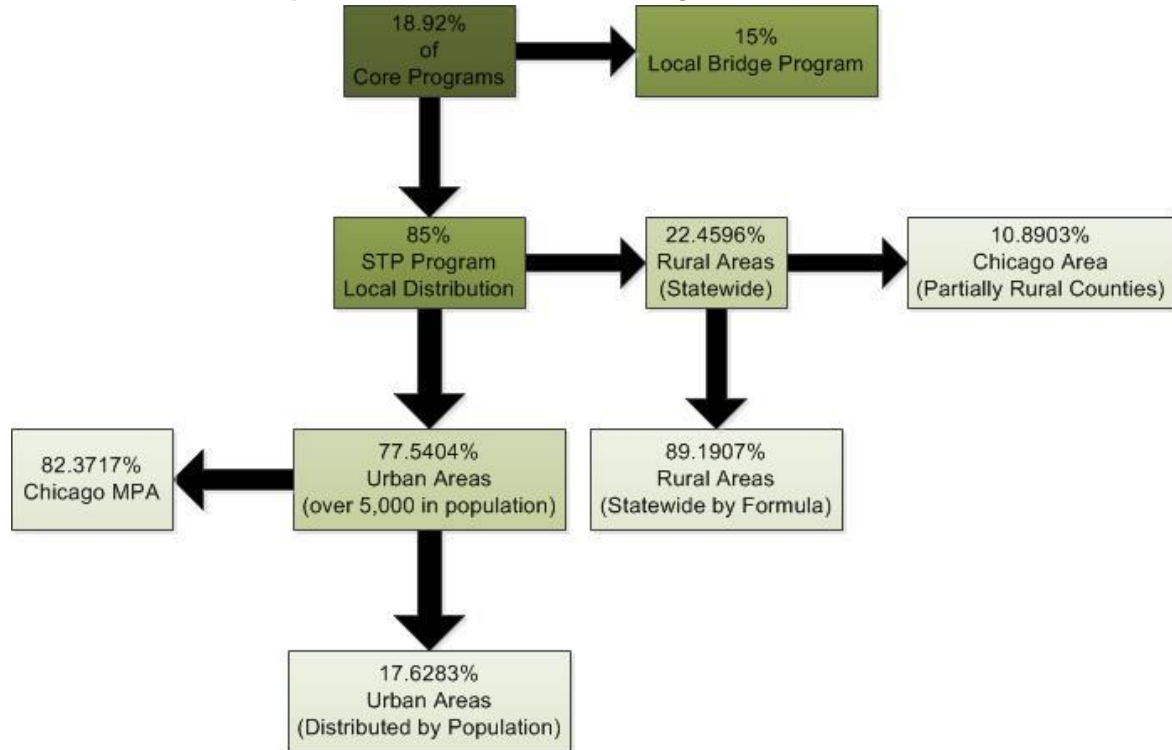 18.92%
of
Core Programs
15%
Local Bridge Program
85%
STP Program
Local Distribution
22.4596%
Rural Areas
(Statewide)
10.8903%
Chicago Area
(Partially Rural Counties)
82.3717%
Chicago MPA
77.5404%
Urban Areas
(over 5,000 in population)
89.1907%
Rural Areas
(Statewide by Formula)
17.6283%
Urban Areas
(Distributed by Population)